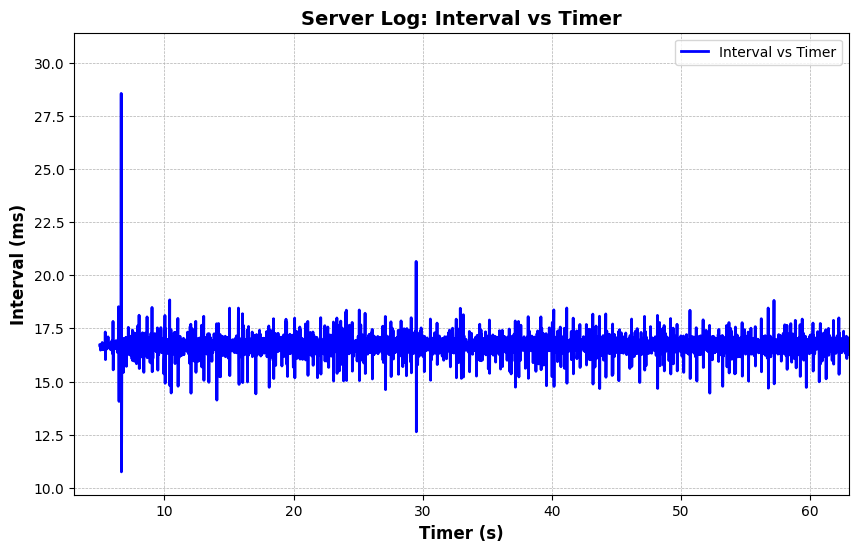 Server Log: Interval vs Timer
Interval vs Timer
30.0
27.5
25.0
22.5
20.0
17.5
15.0
12.5
10.0
Interval (ms)
10 20 30 40 50 60
Timer (s)